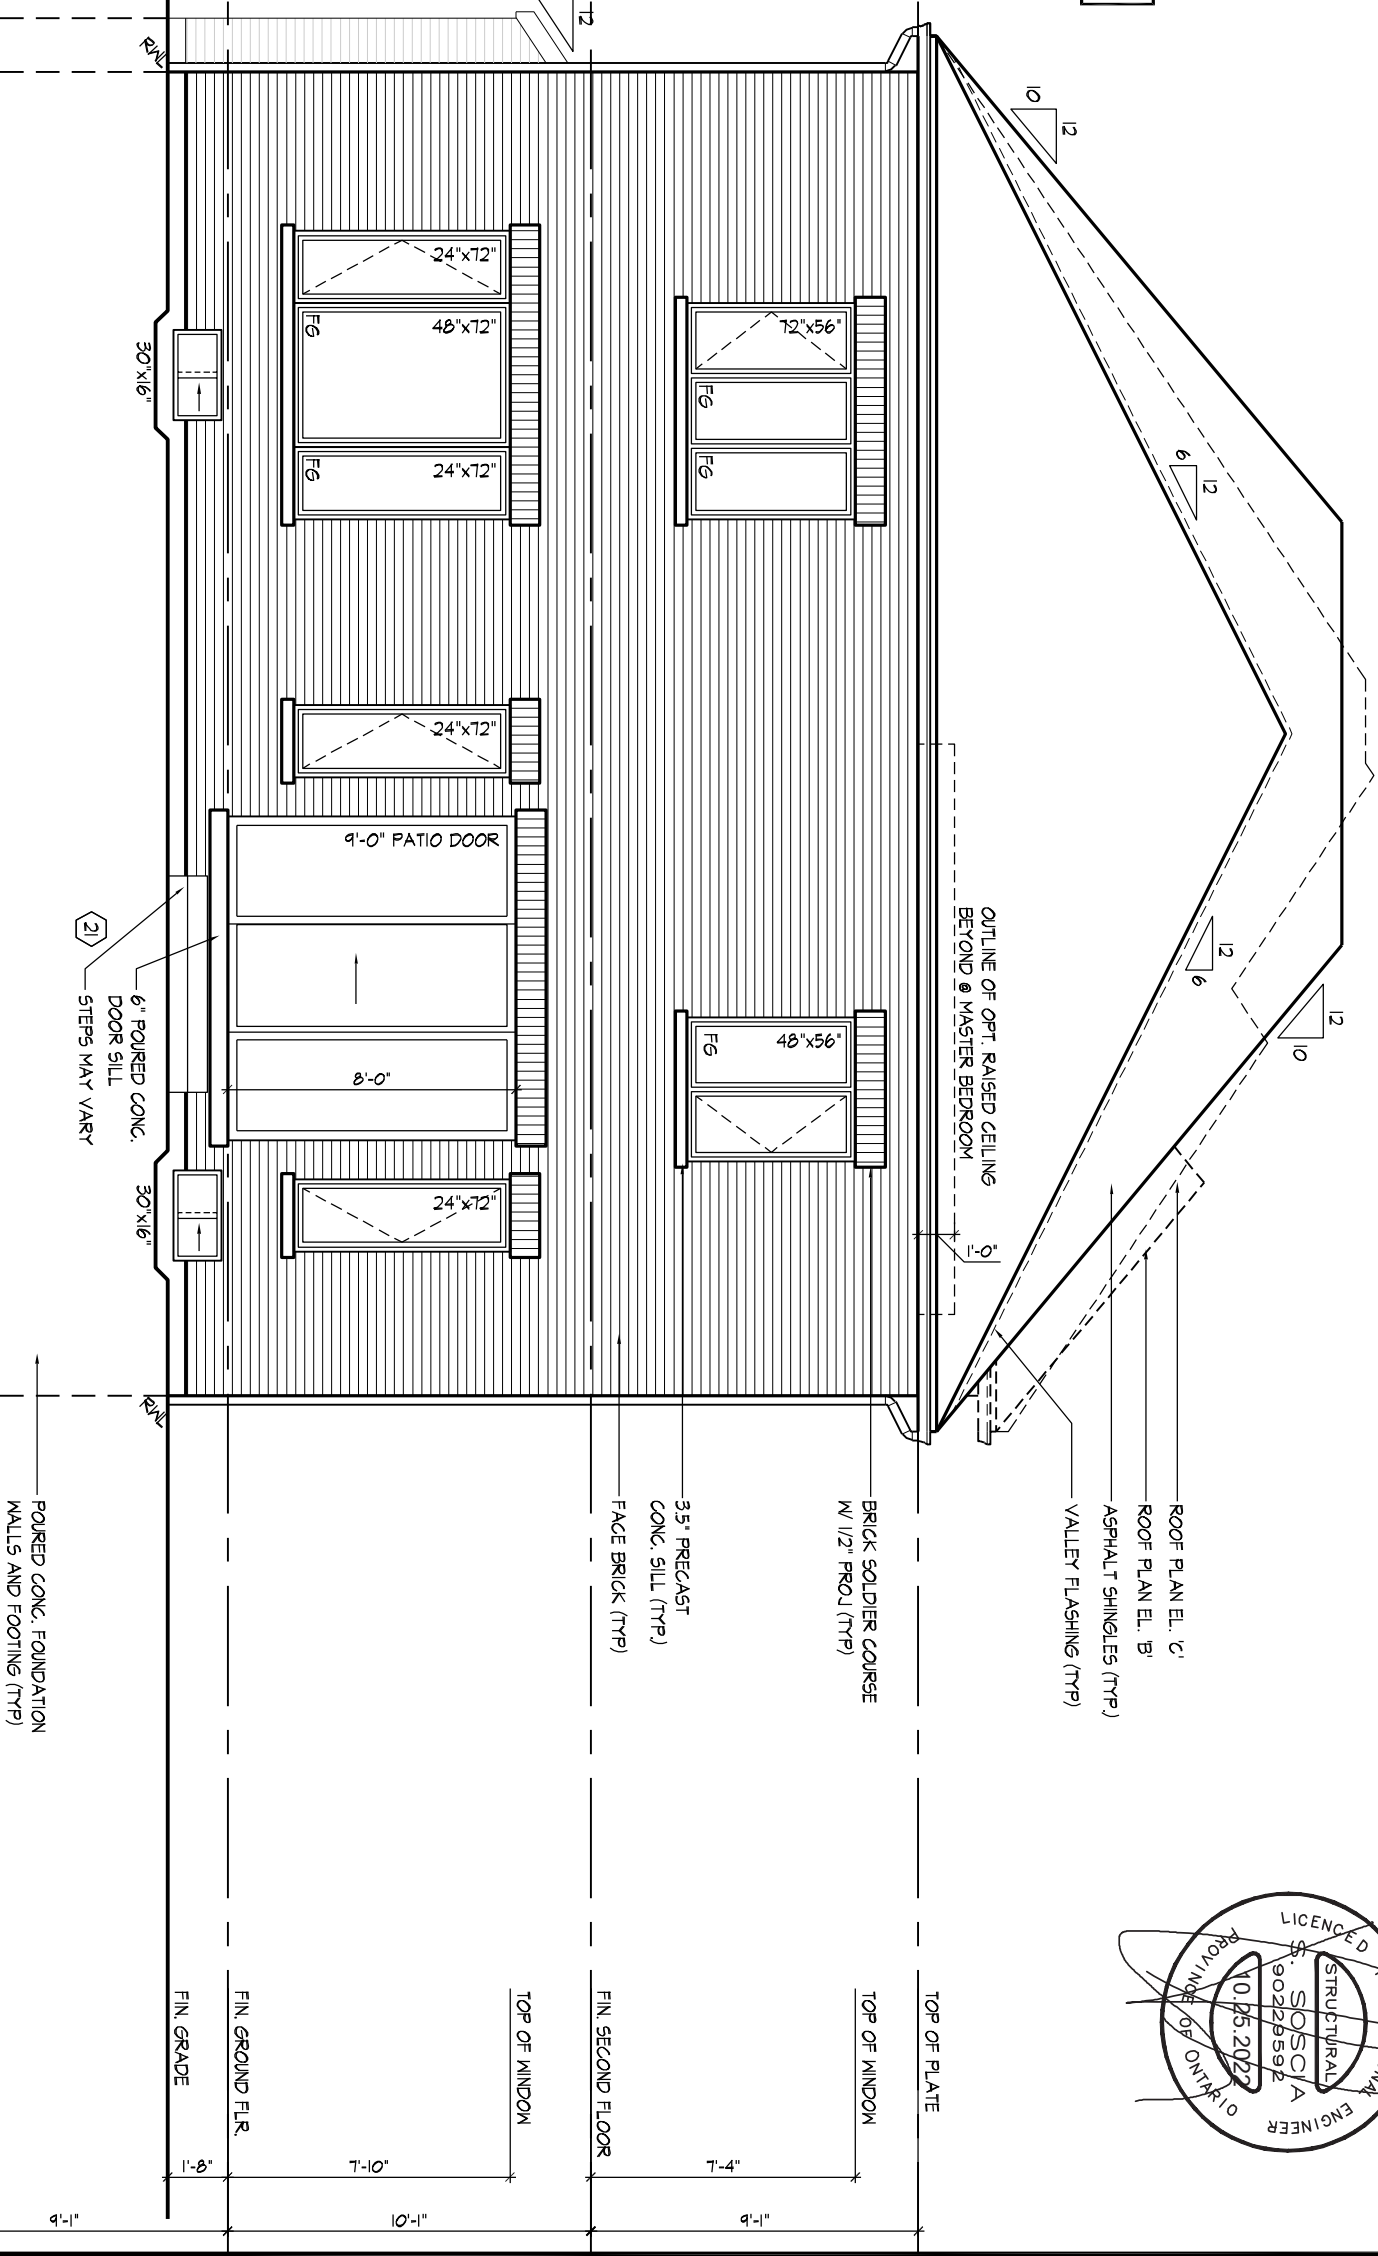 12
10
12
6
12
6
12
10
12
ROOF PLAN EL. 'C'
ROOF PLAN EL. 'B'
ASPHALT SHINGLES (TYP.)
VALLEY FLASHING (TYP)
OUTLINE OF OPT. RAISED CEILING
BEYOND @ MASTER BEDROOM
1'-0"
BRICK SOLDIER COURSE
W/ 1/2" PROJ (TYP)
3.5" PRECAST
CONC. SILL (TYP.)
FACE BRICK (TYP)
72"x56"
FG
FG
48"x56"
FG
24"x72"
48"x72"
FG
24"x72"
FG
24"x72"
9'-0" PATIO DOOR
8'-0"
24"x72"
30"x16"
30"x16"
RWL
RWL
6" POURED CONC.
DOOR SILL
STEPS MAY VARY
21
POURED CONC. FOUNDATION
WALLS AND FOOTING (TYP)
TOP OF PLATE
TOP OF WINDOW
FIN. SECOND FLOOR
TOP OF WINDOW
FIN. GROUND FLR.
FIN. GRADE
7'-4"
9'-1"
7'-10"
10'-1"
1'-8"
9'-1"
LICENCED
ENGINEER
STRUCTURAL
S. SOSCIA
90229592
10.25.2022
PROVINCE OF ONTARIO